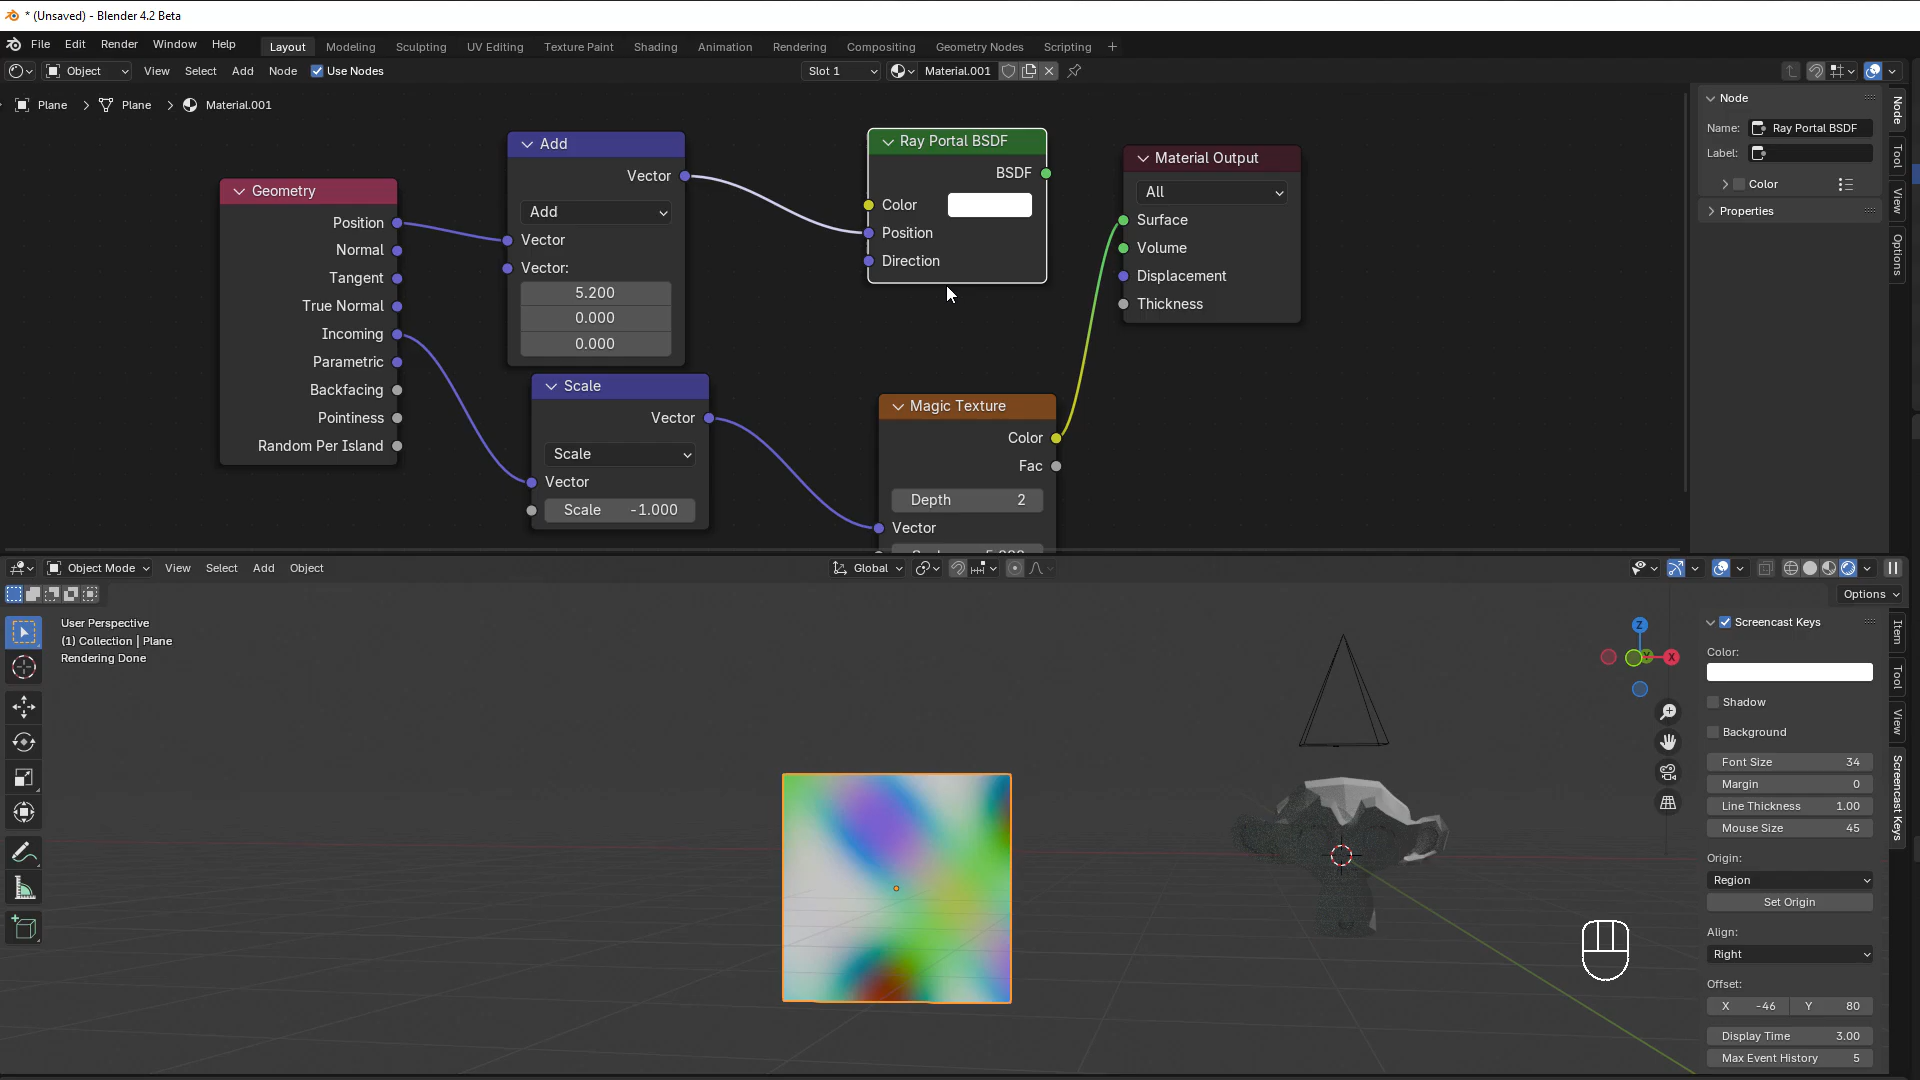 * (Unsaved) - Blender 4.2 Beta
File Edit Render Window Help Layout Modeling Sculpting UV Editing Texture Paint Shading Animation Rendering Compositing Geometry Nodes Scripting +
Object View Select Add Node Use Nodes Slot 1 Material.001
Plane > Plane > Material.001
Geometry
Position
Normal
Tangent
True Normal
Incoming
Parametric
Backfacing
Pointiness
Random Per Island
Add
Vector
Add
Vector
Vector:
5.200
0.000
0.000
Scale
Vector
Scale
Vector
Scale -1.000
Ray Portal BSDF
BSDF
Color
Position
Direction
Magic Texture
Color
Fac
Depth 2
Vector
Material Output
All
Surface
Volume
Displacement
Thickness
Node
Name: Ray Portal BSDF
Label:
Color
Properties
Node
Tool
View
Options
Object Mode View Select Add Object Global
Options
User Perspective
(1) Collection | Plane
Rendering Done
Z
X
Screencast Keys
Color:
Shadow
Background
Font Size 34
Margin 0
Line Thickness 1.00
Mouse Size 45
Origin:
Region
Set Origin
Align:
Right
Offset:
X -46 Y 80
Display Time 3.00
Max Event History 5
Item
Tool
View
Screencast Keys